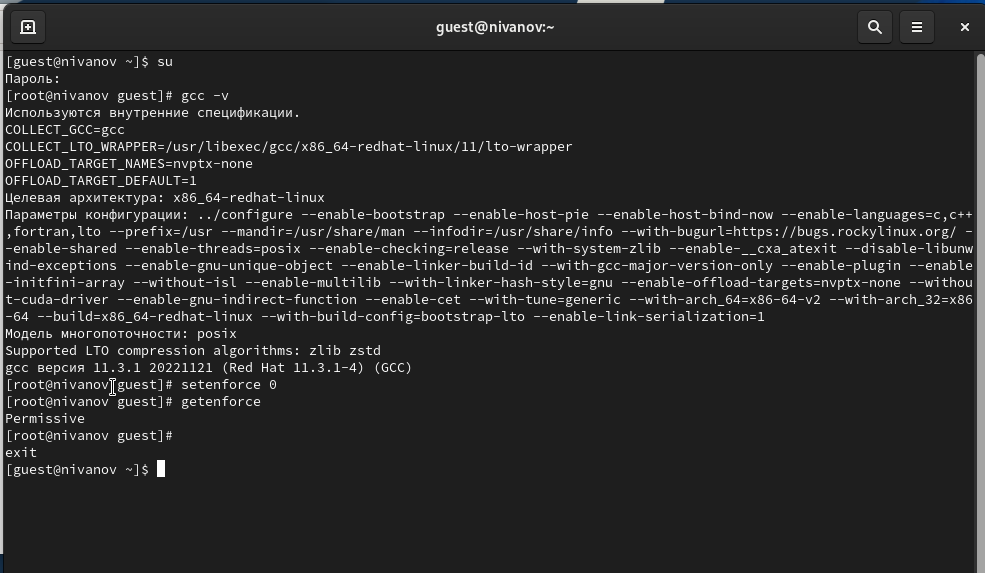 guest@nivanov:~
[guest@nivanov ~]$ su
Пароль:
[root@nivanov guest]# gcc -v
Используются внутренние спецификации.
COLLECT_GCC=gcc
COLLECT_LTO_WRAPPER=/usr/libexec/gcc/x86_64-redhat-linux/11/lto-wrapper
OFFLOAD_TARGET_NAMES=nvptx-none
OFFLOAD_TARGET_DEFAULT=1
Целевая архитектура: x86_64-redhat-linux
Параметры конфигурации: ../configure --enable-bootstrap --enable-host-pie --enable-host-bind-now --enable-languages=c,c++
,fortran,lto --prefix=/usr --mandir=/usr/share/man --infodir=/usr/share/info --with-bugurl=https://bugs.rockylinux.org/ -
-enable-shared --enable-threads=posix --enable-checking=release --with-system-zlib --enable-__cxa_atexit --disable-libunw
ind-exceptions --enable-gnu-unique-object --enable-linker-build-id --with-gcc-major-version-only --enable-plugin --enable
-initfini-array --without-isl --enable-multilib --with-linker-hash-style=gnu --enable-offload-targets=nvptx-none --withou
t-cuda-driver --enable-gnu-indirect-function --enable-cet --with-tune=generic --with-arch_64=x86-64-v2 --with-arch_32=x86
-64 --build=x86_64-redhat-linux --with-build-config=bootstrap-lto --enable-link-serialization=1
Модель многопоточности: posix
Supported LTO compression algorithms: zlib zstd
gcc версия 11.3.1 20221121 (Red Hat 11.3.1-4) (GCC)
[root@nivanov guest]# setenforce 0
[root@nivanov guest]# getenforce
Permissive
[root@nivanov guest]#
exit
[guest@nivanov ~]$